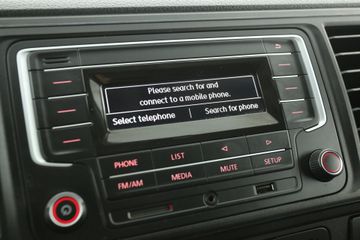 Please search for and
connect to a mobile phone.
Select telephone Search for phone
PHONE LIST MUTE SETUP
FM/AM MEDIA